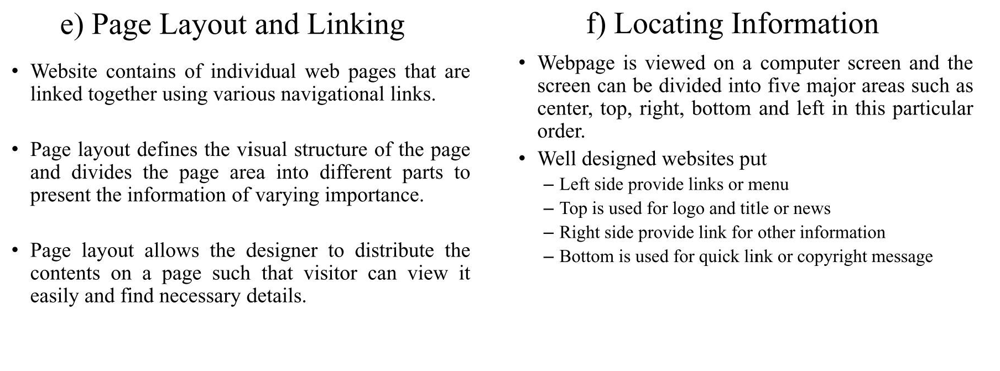 e) Page Layout and Linking
• Website contains of individual web pages that are
linked together using various navigational links.
• Page layout defines the visual structure of the page
and divides the page area into different parts to
present the information of varying importance.
• Page layout allows the designer to distribute the
contents on a page such that visitor can view it
easily and find necessary details.
f) Locating Information
• Webpage is viewed on a computer screen and the
screen can be divided into five major areas such as
center, top, right, bottom and left in this particular
order.
• Well designed websites put
– Left side provide links or menu
– Top is used for logo and title or news
– Right side provide link for other information
– Bottom is used for quick link or copyright message